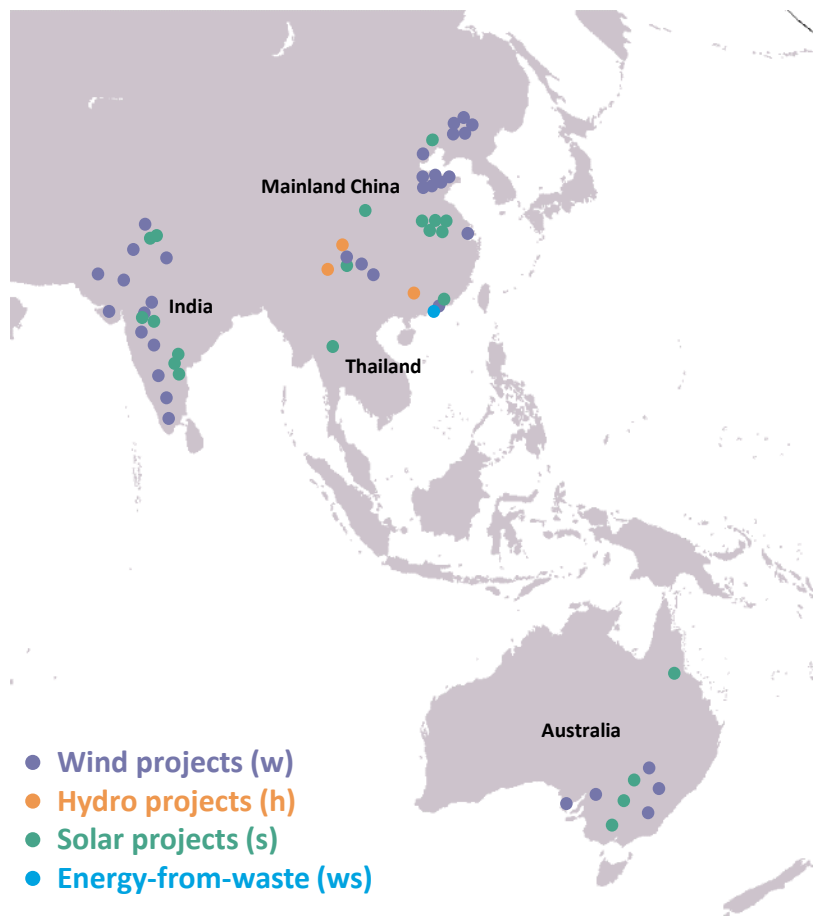 Mainland China
India
Thailand
Australia
Wind projects (w)
Hydro projects (h)
Solar projects (s)
Energy-from-waste (ws)